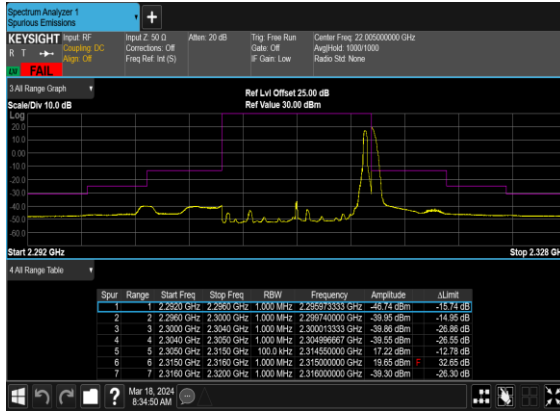 Spectrum Analyzer 1
Spurious Emissions
KEYSIGHT Input: RF Input Z: 50 Ω Atten: 20 dB Trig: Free Run Center Freq: 22.005000000 GHz
R T Coupling: DC Corrections: Off Gate: Off Avg|Hold: 1000/1000
Align: Off Freq Ref: Int (S) IF Gain: Low Radio Std: None
FAIL
3 All Range Graph Ref Lvl Offset 25.00 dB
Scale/Div 10.0 dB Ref Value 30.00 dBm
Log
20.0
10.0
0.00
-10.00
-20.0
-30.0
-40.0
-50.0
-60.0
Start 2.292 GHz Stop 2.328 GH
4 All Range Table
Spur Range Start Freq Stop Freq RBW Frequency Amplitude ΔLimit
1 1 2.2920 GHz 2.2960 GHz 1.000 MHz 2.295973333 GHz -46.74 dBm -15.74 dB
2 2 2.2960 GHz 2.3000 GHz 1.000 MHz 2.299740000 GHz -39.95 dBm -14.95 dB
3 3 2.3000 GHz 2.3040 GHz 1.000 MHz 2.300013333 GHz -39.86 dBm -26.86 dB
4 4 2.3040 GHz 2.3050 GHz 1.000 MHz 2.304996667 GHz -39.55 dBm -26.55 dB
5 5 2.3050 GHz 2.3150 GHz 100.0 kHz 2.314550000 GHz 17.22 dBm -12.78 dB
6 6 2.3150 GHz 2.3160 GHz 1.000 MHz 2.315000000 GHz 19.65 dBm F 32.65 dB
7 7 2.3160 GHz 2.3200 GHz 1.000 MHz 2.316000000 GHz -39.30 dBm -26.30 dB
? Mar 18, 2024
8:34:50 AM